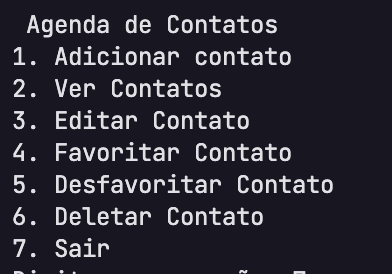 Agenda de Contatos
1. Adicionar contato
2. Ver Contatos
3. Editar Contato
4. Favoritar Contato
5. Desfavoritar Contato
6. Deletar Contato
7. Sair